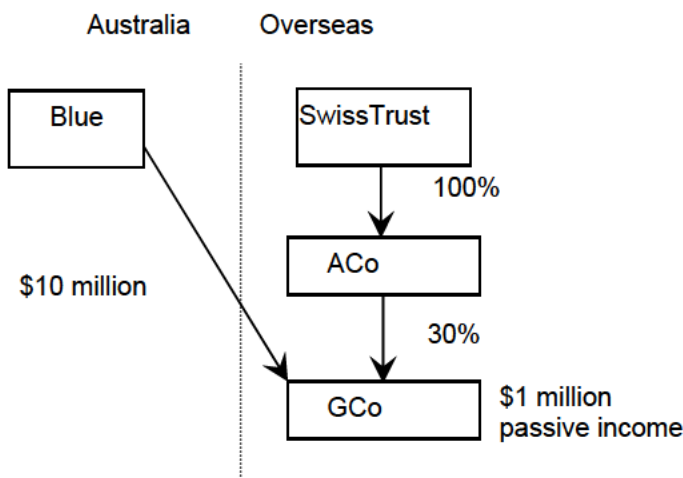 Australia
Overseas
Blue
SwissTrust
100%
ACo
$10 million
30%
GCo
$1 million
passive income